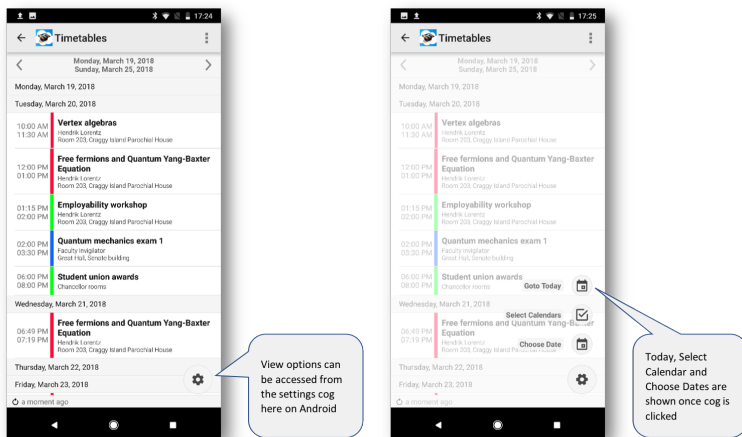 17:24
Timetables
Monday, March 19, 2018
Sunday, March 25, 2018
Monday, March 19, 2018
Tuesday, March 20, 2018
10:00 AM
11:30 AM
Vertex algebras
Hendrik Lorentz
Room 203, Craggy Island Parochial House
12:00 PM
01:00 PM
Free fermions and Quantum Yang-Baxter
Equation
Hendrik Lorentz
Room 203, Craggy Island Parochial House
01:15 PM
02:00 PM
Employability workshop
Hendrik Lorentz
Room 203, Craggy Island Parochial House
02:00 PM
03:30 PM
Quantum mechanics exam 1
Faculty invigilator
Great Hall, Senate building
06:00 PM
08:00 PM
Student union awards
Chancellor rooms
Wednesday, March 21, 2018
06:49 PM
07:19 PM
Free fermions and Quantum Yang-Baxter
Equation
Hendrik Lorentz
Room 203, Craggy Island Parochial House
Thursday, March 22, 2018
Friday, March 23, 2018
a moment ago
View options can
be accessed from
the settings cog
here on Android
17:25
Timetables
Monday, March 19, 2018
Sunday, March 25, 2018
Monday, March 19, 2018
Tuesday, March 20, 2018
10:00 AM
11:30 AM
Vertex algebras
Hendrik Lorentz
Room 203, Craggy Island Parochial House
12:00 PM
01:00 PM
Free fermions and Quantum Yang-Baxter
Equation
Hendrik Lorentz
Room 203, Craggy Island Parochial House
01:15 PM
02:00 PM
Employability workshop
Hendrik Lorentz
Room 203, Craggy Island Parochial House
02:00 PM
03:30 PM
Quantum mechanics exam 1
Faculty invigilator
Great Hall, Senate building
06:00 PM
08:00 PM
Student union awards
Chancellor rooms
Goto Today
Wednesday, March 21, 2018
Select Calendars
06:49 PM
07:19 PM
Free fermions and Quantum Yang-Baxter
Equation
Hendrik Lorentz
Choose Date
Room 203, Craggy Island Parochial House
Thursday, March 22, 2018
Friday, March 23, 2018
a moment ago
Today, Select
Calendar and
Choose Dates are
shown once cog is
clicked